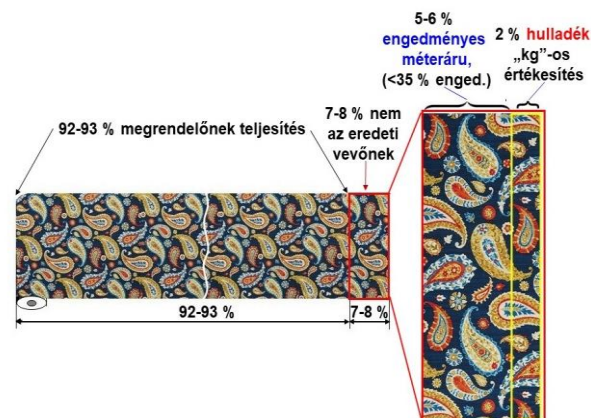 5-6 %
engedményes
méteráru,
(<35 % enged.)
2 % hulladék
„kg”-os
értékesítés
92-93 % megrendelőnek teljesítés
7-8 % nem
az eredeti
vevőnek
92-93 %
7-8 %